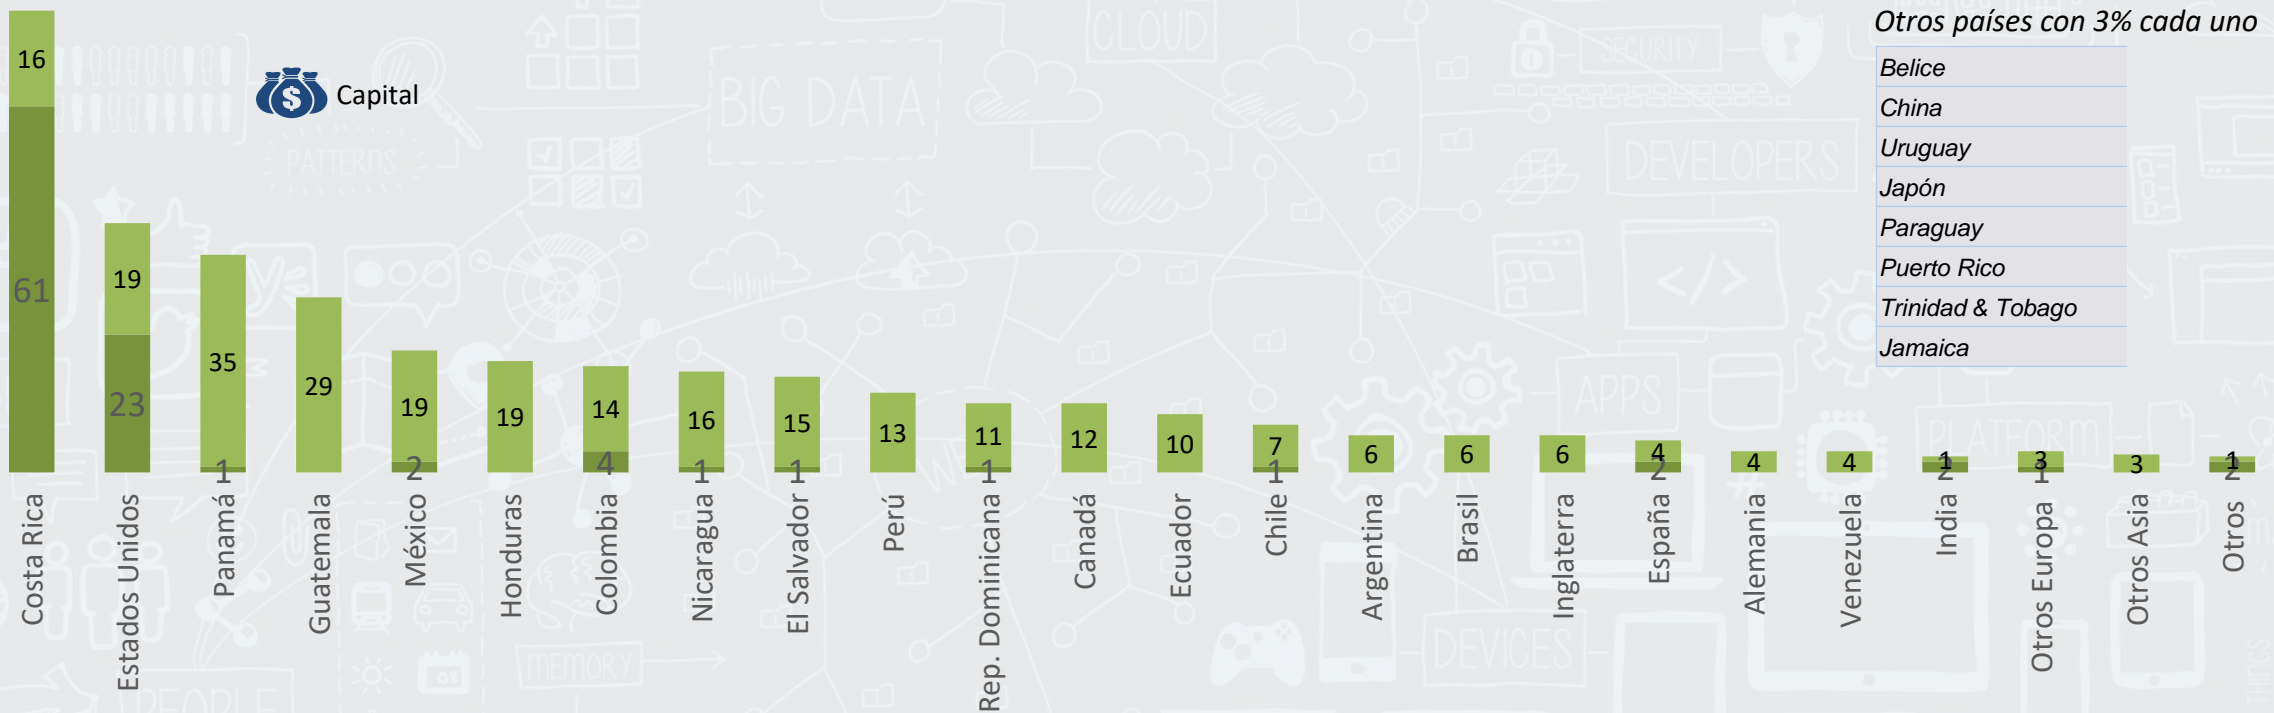 Otros países con 3% cada uno
Belice
China
Uruguay
Japón
Paraguay
Puerto Rico
Trinidad & Tobago
Jamaica
$ Capital
16
61
19
23
35
1
29
19
2
19
14
4
16
1
15
1
13
11
1
12
10
7
1
6
6
6
4
2
4
4
1
2
3
1
3
1
2
Costa Rica
Estados Unidos
Panamá
Guatemala
México
Honduras
Colombia
Nicaragua
El Salvador
Perú
Rep. Dominicana
Canadá
Ecuador
Chile
Argentina
Brasil
Inglaterra
España
Alemania
Venezuela
India
Otros Europa
Otros Asia
Otros
CLOUD
SECURITY
BIG DATA
PATTERNS
DEVELOPERS
</>
APPS
PLATFORM
#
MEMORY
DEVICES
PEOPLE
THINGS